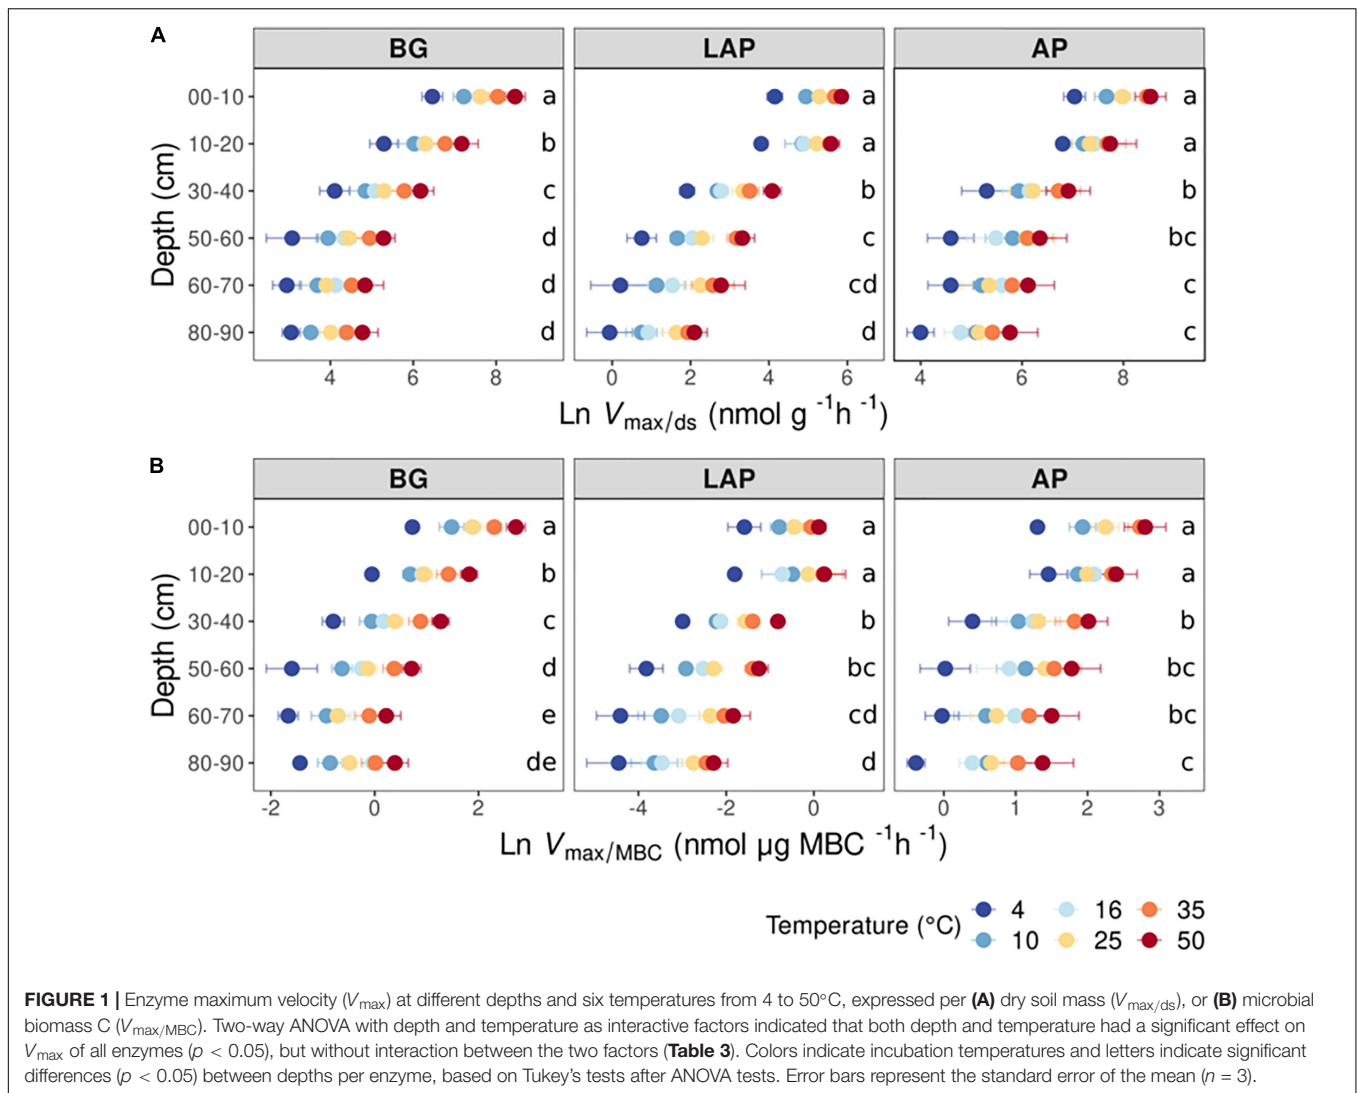 A
BG LAP AP
00-10 a a a
10-20 b a a
30-40 c b b
50-60 d c bc
60-70 d cd c
80-90 d d c
Depth (cm)
4 6 8 0 2 4 6 4 6 8
Ln Vmax/ds (nmol g -1h -1)
B
BG LAP AP
00-10 a a a
10-20 b a a
30-40 c b b
50-60 d bc bc
60-70 e cd bc
80-90 de d c
Depth (cm)
-2 0 2 -4 -2 0 0 1 2 3
Ln Vmax/MBC (nmol µg MBC -1h -1)
Temperature (°C)
4 16 35
10 25 50
FIGURE 1 | Enzyme maximum velocity (Vmax) at different depths and six temperatures from 4 to 50°C, expressed per (A) dry soil mass (Vmax/ds), or (B) microbial
biomass C (Vmax/MBC). Two-way ANOVA with depth and temperature as interactive factors indicated that both depth and temperature had a significant effect on
Vmax of all enzymes (p < 0.05), but without interaction between the two factors (Table 3). Colors indicate incubation temperatures and letters indicate significant
differences (p < 0.05) between depths per enzyme, based on Tukey's tests after ANOVA tests. Error bars represent the standard error of the mean (n = 3).